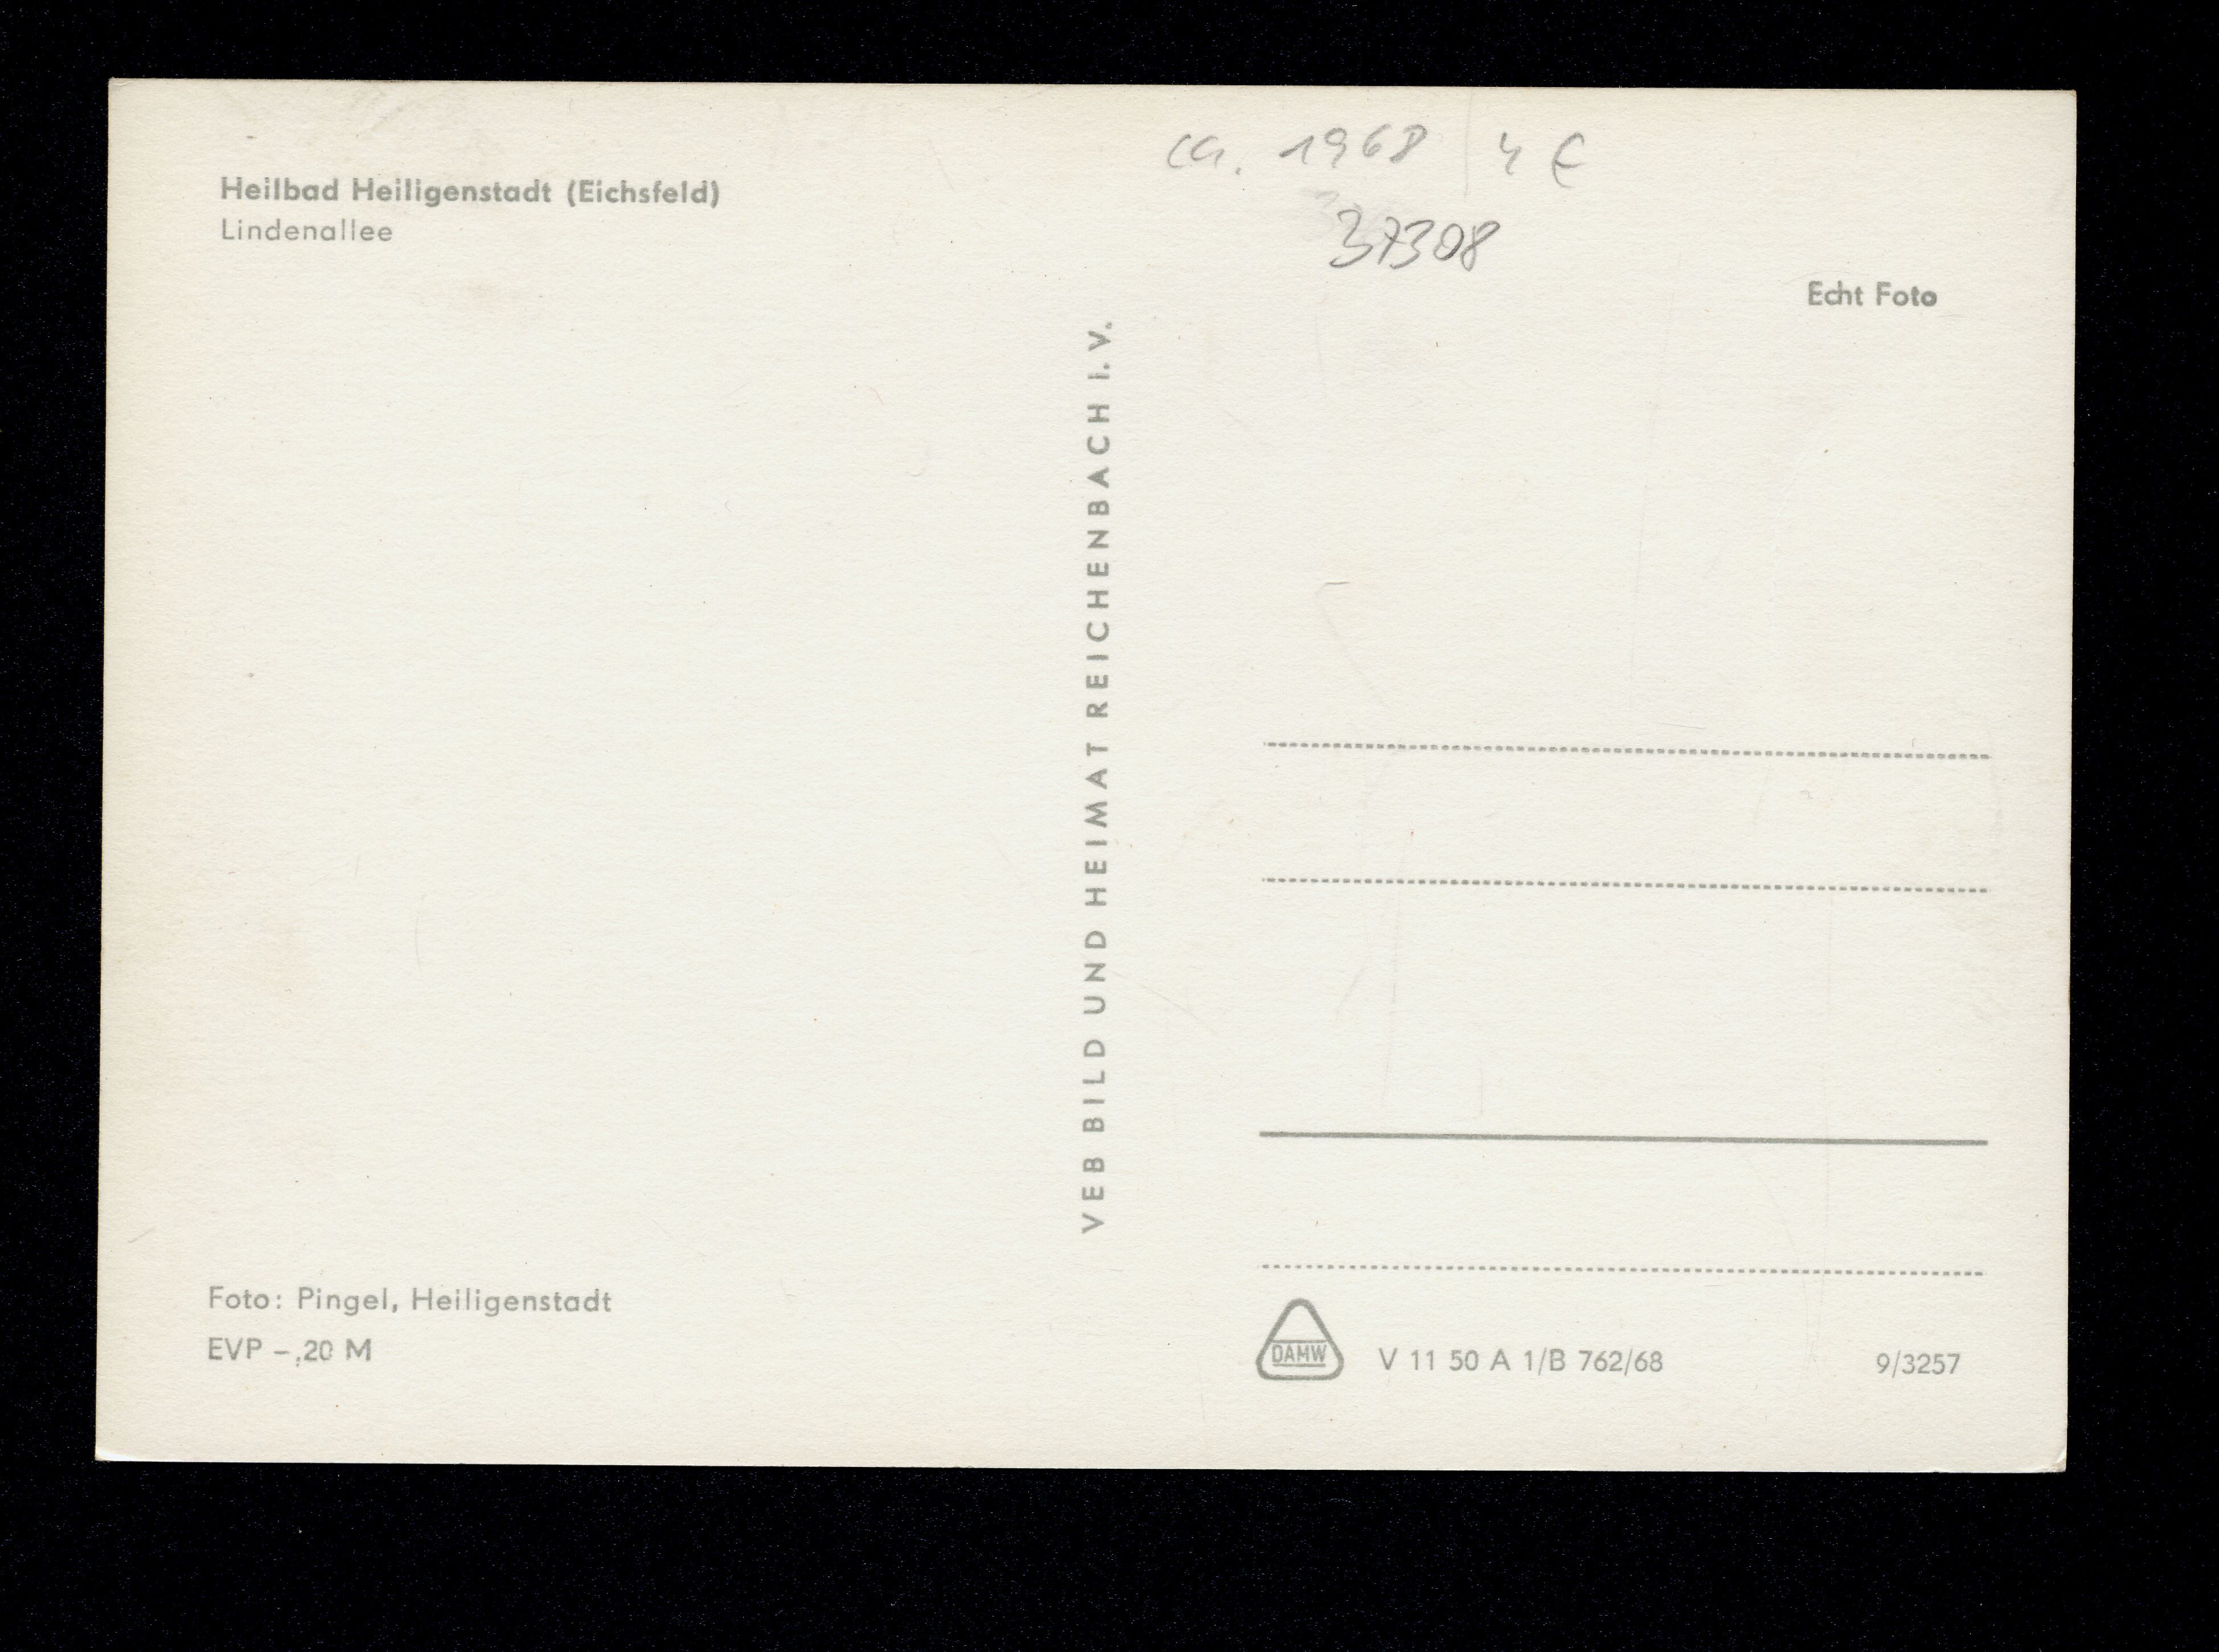 Heilbad Heiligenstadt (Eichsfeld)
Lindenallee
ca. 1968 | 4 €
37308
Echt Foto
VEB BILD UND HEIMAT REICHENBACH I. V.
Foto: Pingel, Heiligenstadt
EVP –,20 M
DAMW
V 11 50 A 1/B 762/68
9/3257